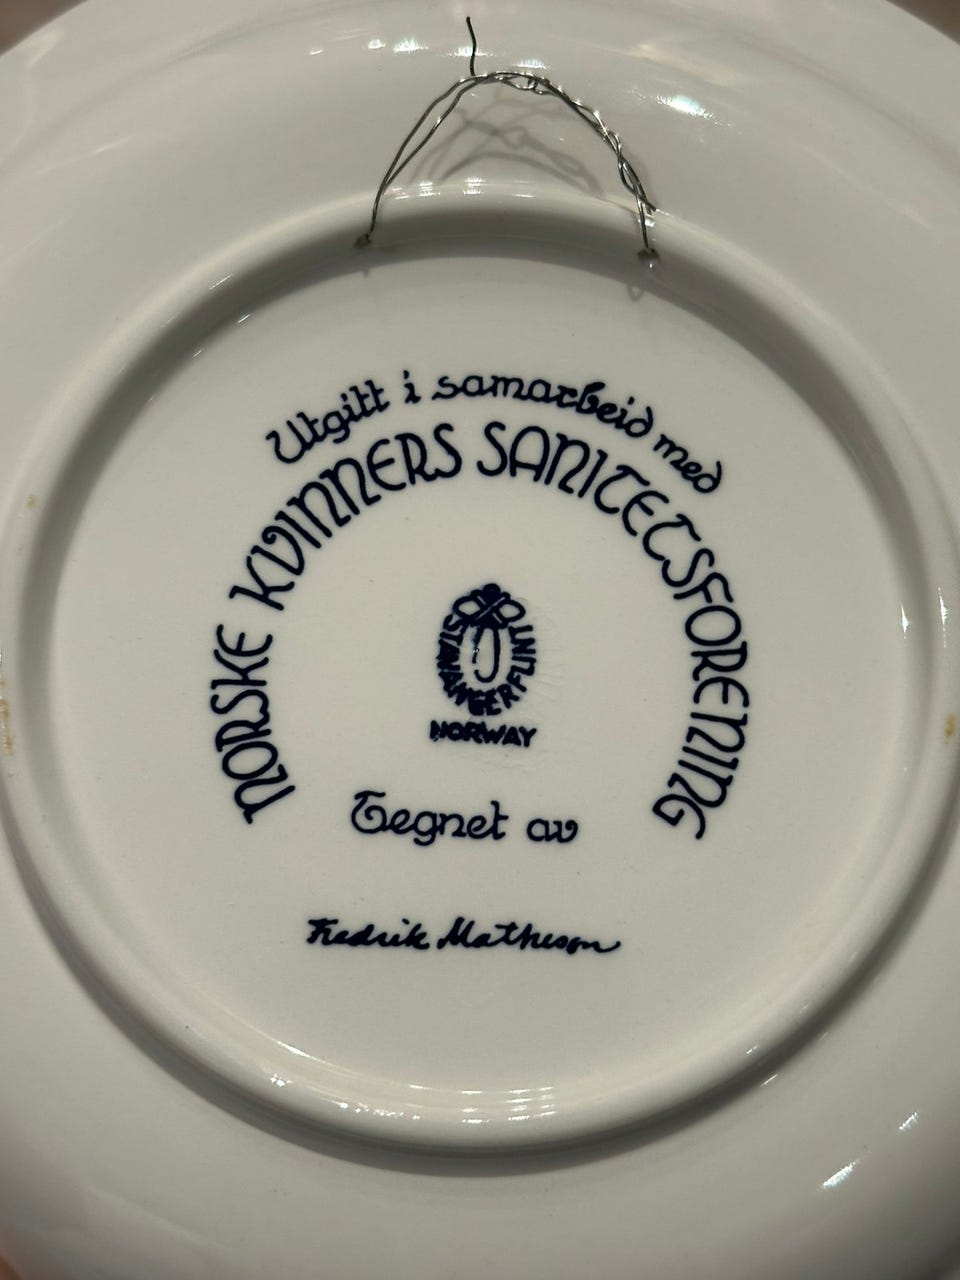 Utgitt i samarbeid med
NORSKE KVINNERS SANITETSFORENING
STAVANGERFLINT
NORWAY
Tegnet av
Fredrik Matheson